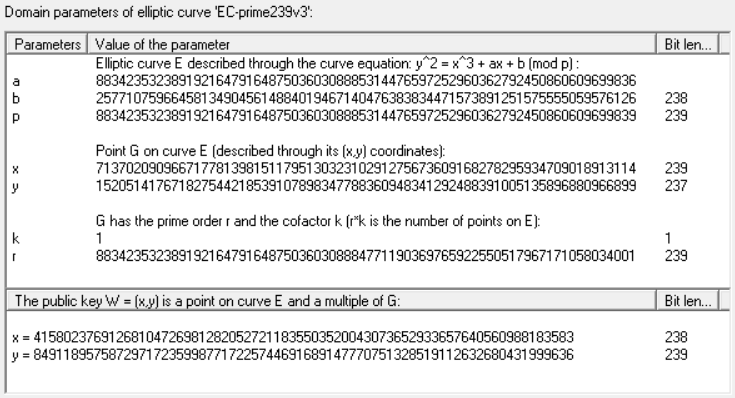 Domain parameters of elliptic curve 'EC-prime239v3':
Parameters Value of the parameter Bit len...
Elliptic curve E described through the curve equation: y^2 = x^3 + ax + b (mod p) :
a 883423532389192164791648750360308885314476597252960362792450860609699836
b 257710759664581349045614884019467140476383834471573891251575555059576126 238
p 883423532389192164791648750360308885314476597252960362792450860609699839 239
Point G on curve E (described through its (x,y) coordinates):
x 713702090966717781398151179513032310291275673609168278295934709018913114 239
y 152051417671827544218539107898347788360948341292488391005135896880966899 237
G has the prime order r and the cofactor k (r*k is the number of points on E):
k 1 1
r 883423532389192164791648750360308884771190369765922550517967171058034001 239
The public key W = (x,y) is a point on curve E and a multiple of G: Bit len...
x = 415802376912681047269812820527211835503520043073652933657640560988183583 238
y = 849118957587297172359987717225744691689147770751328519112632680431999636 239